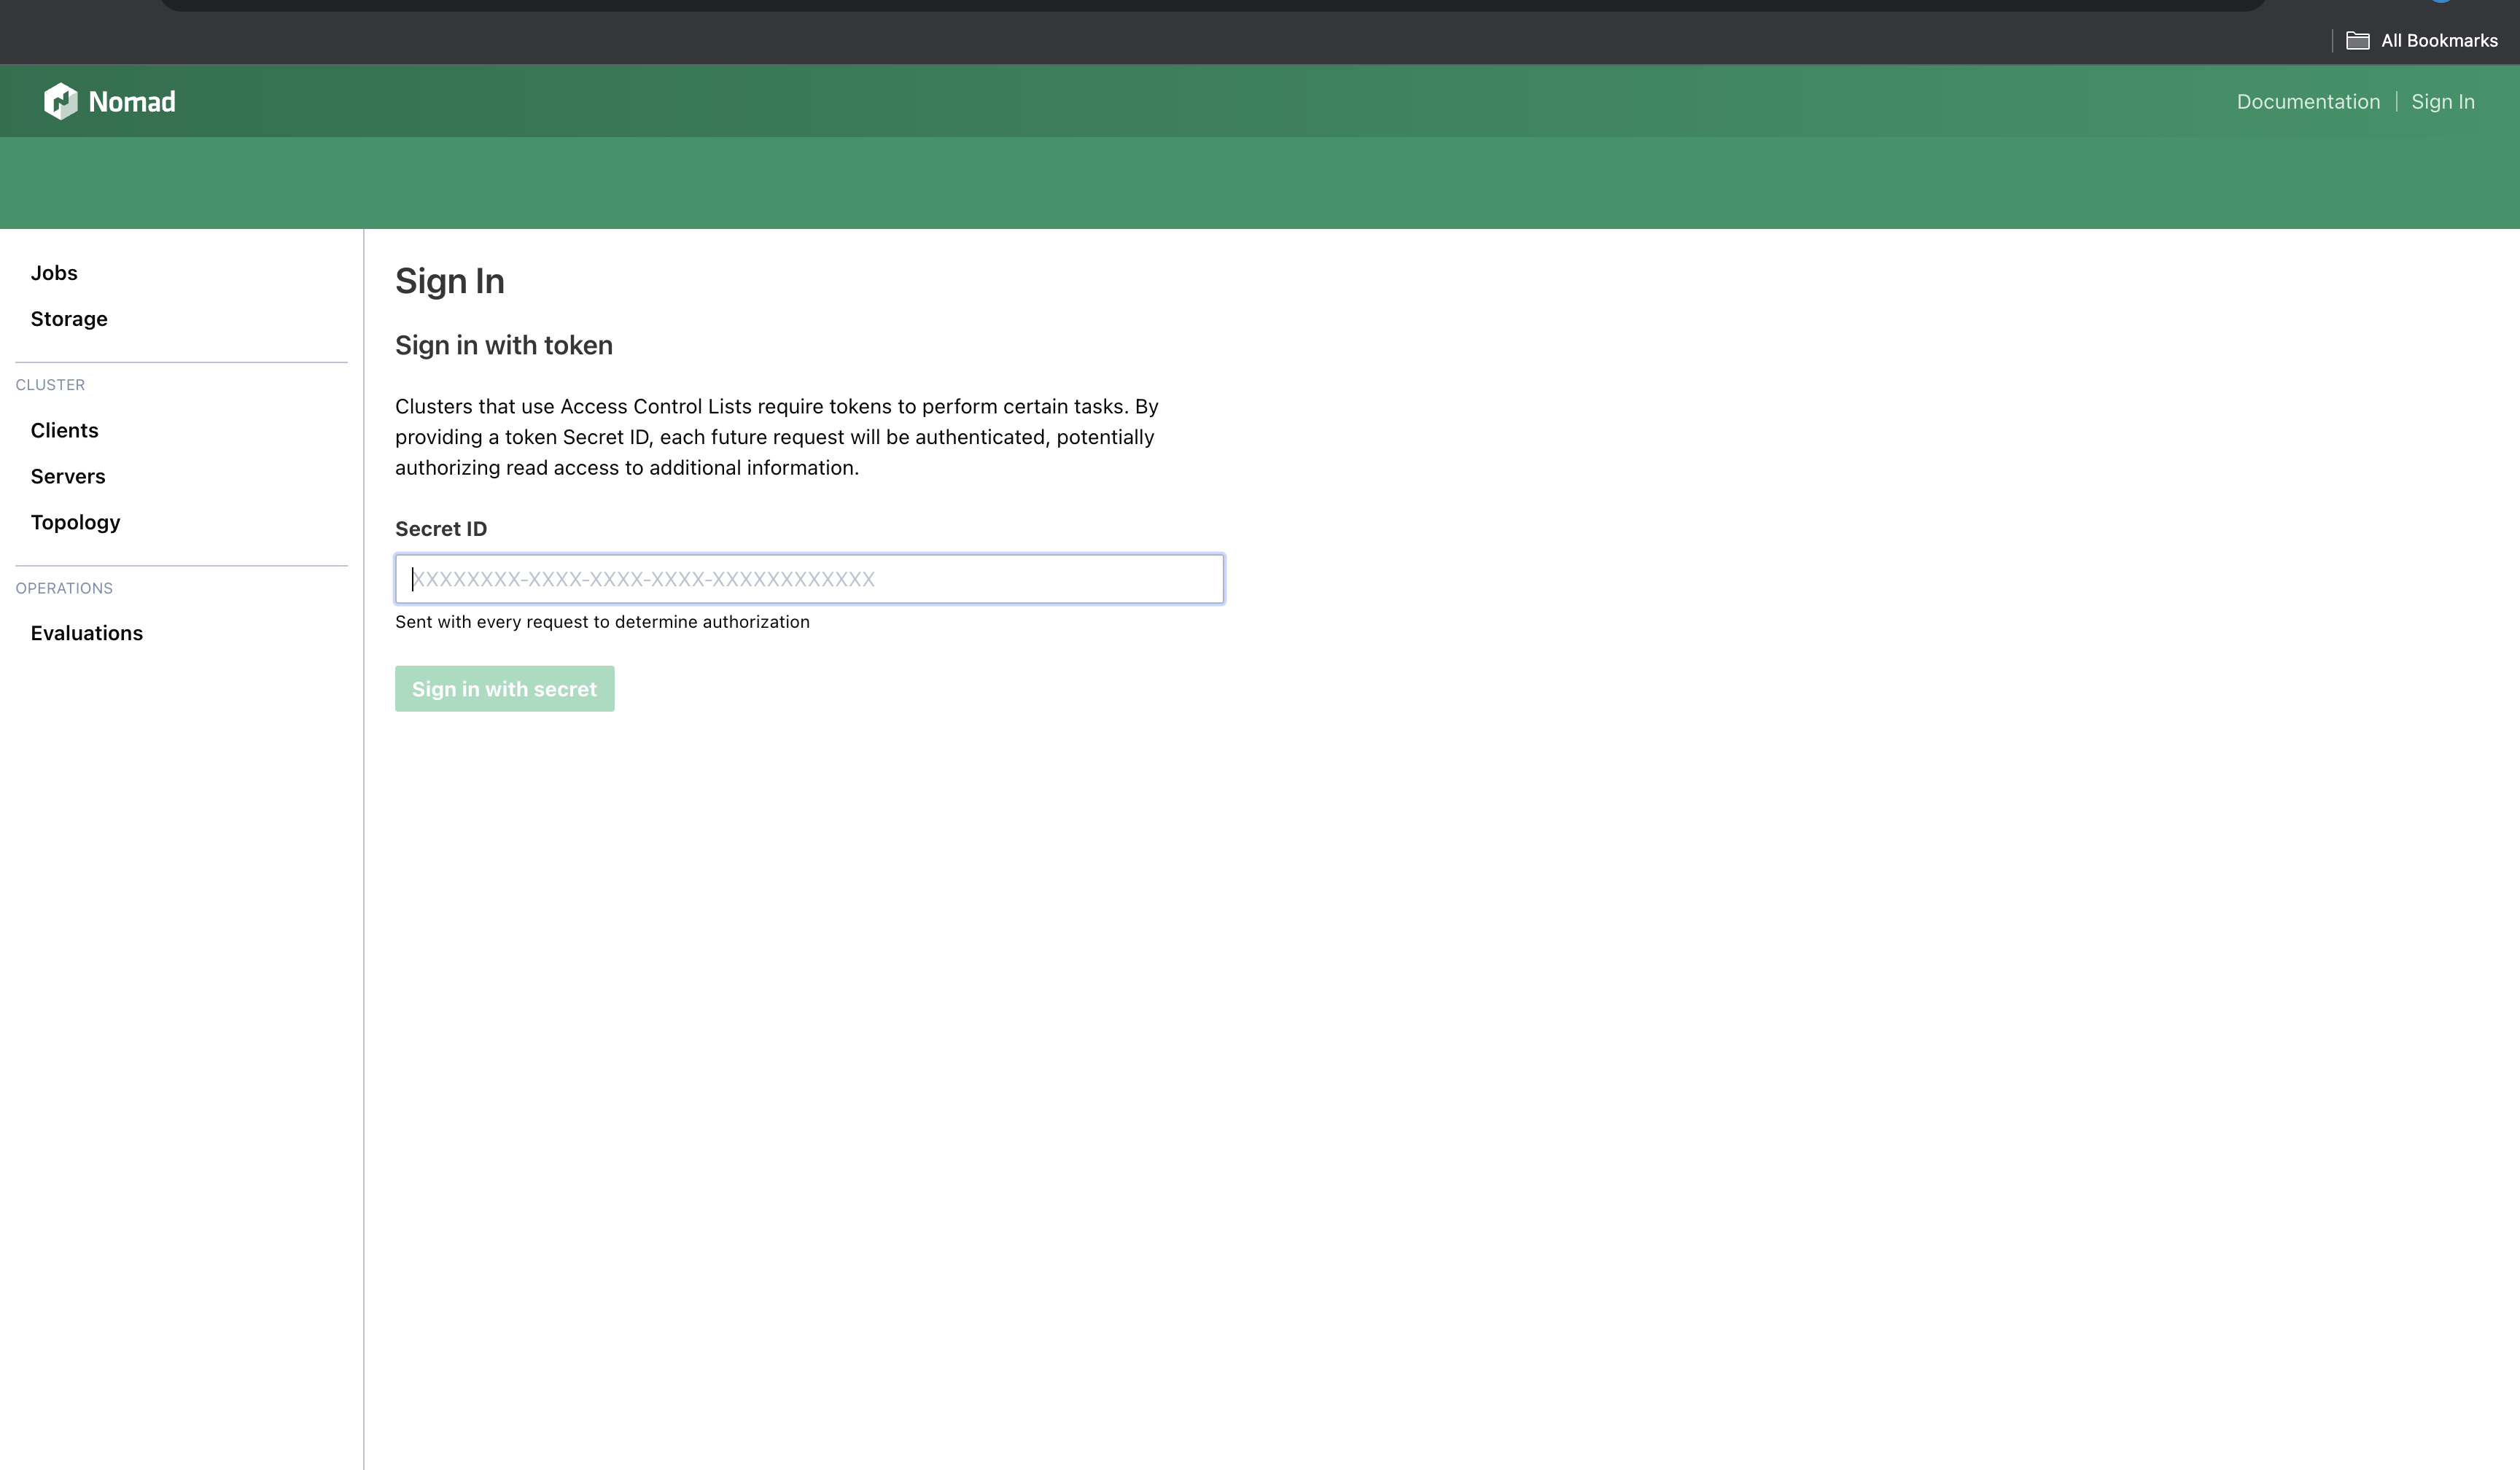 All Bookmarks
Nomad
Documentation
Sign In
Jobs
Storage
CLUSTER
Clients
Servers
Topology
OPERATIONS
Evaluations
Sign In
Sign in with token
Clusters that use Access Control Lists require tokens to perform certain tasks. By
providing a token Secret ID, each future request will be authenticated, potentially
authorizing read access to additional information.
Secret ID
XXXXXXXX-XXXX-XXXX-XXXX-XXXXXXXXXXXX
Sent with every request to determine authorization
Sign in with secret